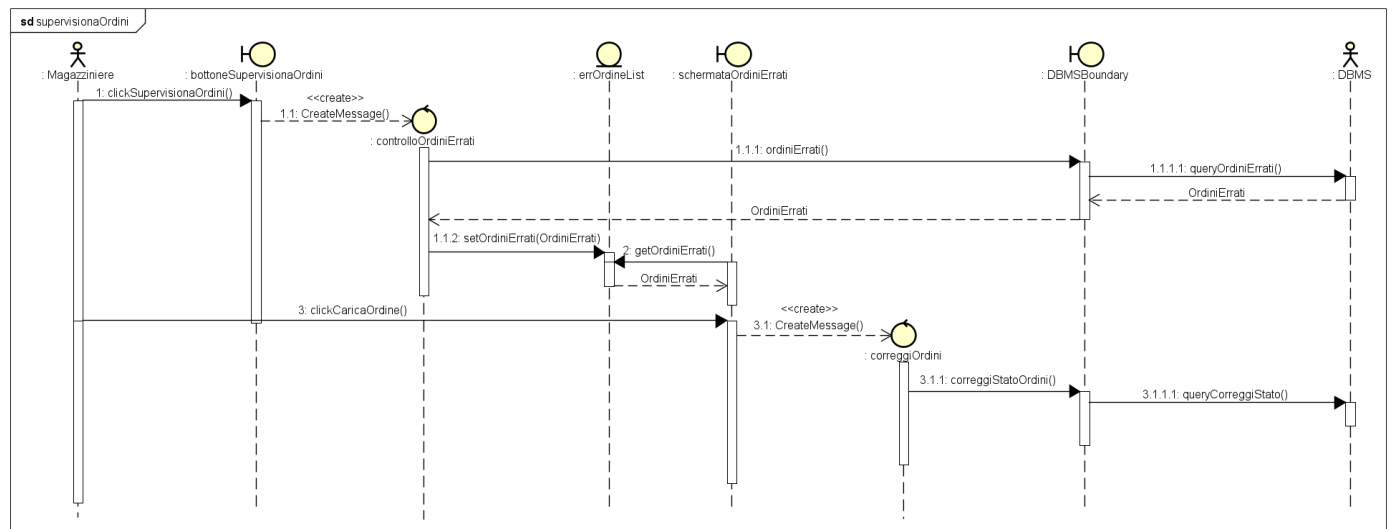 sd supervisionaOrdini
: Magazziniere
: bottoneSupervisionaOrdini
: errOrdineList
: schermataOrdiniErrati
: DBMSBoundary
: DBMS
1: clickSupervisionaOrdini()
<<create>>
1.1: CreateMessage()
: controlloOrdiniErrati
1.1.1: ordiniErrati()
1.1.1.1: queryOrdiniErrati()
OrdiniErrati
OrdiniErrati
1.1.2: setOrdiniErrati(OrdiniErrati)
2: getOrdiniErrati()
OrdiniErrati
3: clickCaricaOrdine()
<<create>>
3.1: CreateMessage()
: correggiOrdini
3.1.1: correggiStatoOrdini()
3.1.1.1: queryCorreggiStato()